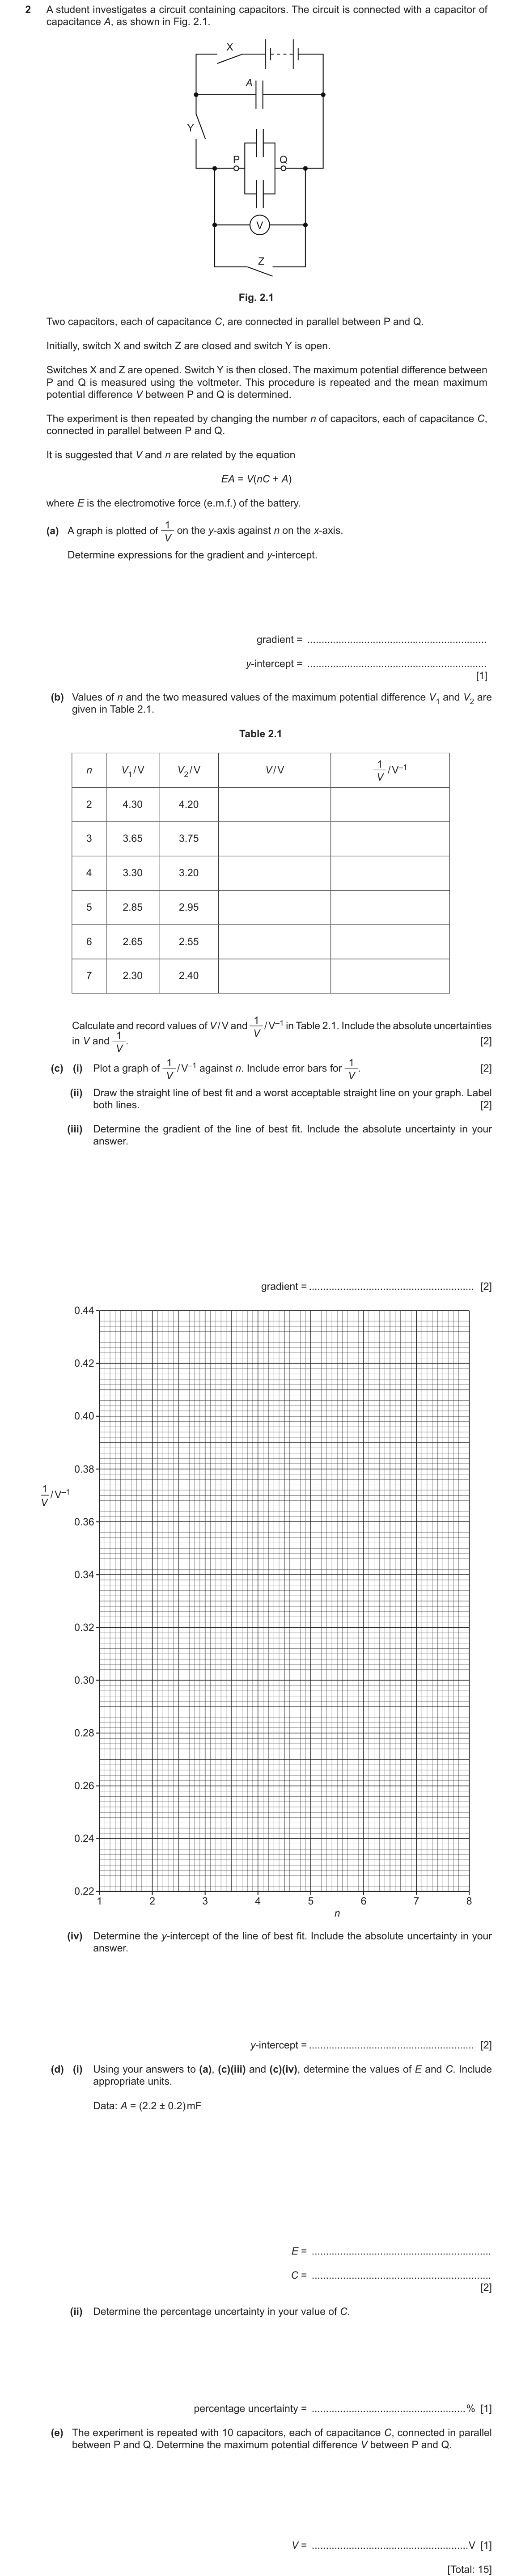 2 A student investigates a circuit containing capacitors. The circuit is connected with a capacitor of
capacitance A, as shown in Fig. 2.1.
X
A
Y
P Q
V
Z
Fig. 2.1
Two capacitors, each of capacitance C, are connected in parallel between P and Q.
Initially, switch X and switch Z are closed and switch Y is open.
Switches X and Z are opened. Switch Y is then closed. The maximum potential difference between
P and Q is measured using the voltmeter. This procedure is repeated and the mean maximum
potential difference V between P and Q is determined.
The experiment is then repeated by changing the number n of capacitors, each of capacitance C,
connected in parallel between P and Q.
It is suggested that V and n are related by the equation
EA = V(nC + A)
where E is the electromotive force (e.m.f.) of the battery.
(a) A graph is plotted of 1/V on the y-axis against n on the x-axis.
Determine expressions for the gradient and y-intercept.
gradient = ..............................................................
y-intercept = ..............................................................
[1]
(b) Values of n and the two measured values of the maximum potential difference V₁ and V₂ are
given in Table 2.1.
Table 2.1
n V₁/V V₂/V V/V 1/V /V⁻¹
2 4.30 4.20
3 3.65 3.75
4 3.30 3.20
5 2.85 2.95
6 2.65 2.55
7 2.30 2.40
Calculate and record values of V/V and 1/V /V⁻¹ in Table 2.1. Include the absolute uncertainties
in V and 1/V. [2]
(c) (i) Plot a graph of 1/V /V⁻¹ against n. Include error bars for 1/V. [2]
(ii) Draw the straight line of best fit and a worst acceptable straight line on your graph. Label
both lines. [2]
(iii) Determine the gradient of the line of best fit. Include the absolute uncertainty in your
answer.
gradient = ......................................................... [2]
0.44
0.42
0.40
0.38
1/V /V⁻¹
0.36
0.34
0.32
0.30
0.28
0.26
0.24
0.22
1 2 3 4 5 6 7 8
n
(iv) Determine the y-intercept of the line of best fit. Include the absolute uncertainty in your
answer.
y-intercept = ......................................................... [2]
(d) (i) Using your answers to (a), (c)(iii) and (c)(iv), determine the values of E and C. Include
appropriate units.
Data: A = (2.2 ± 0.2) mF
E = ..............................................................
C = ..............................................................
[2]
(ii) Determine the percentage uncertainty in your value of C.
percentage uncertainty = ...................................................... % [1]
(e) The experiment is repeated with 10 capacitors, each of capacitance C, connected in parallel
between P and Q. Determine the maximum potential difference V between P and Q.
V = ...................................................... V [1]
[Total: 15]